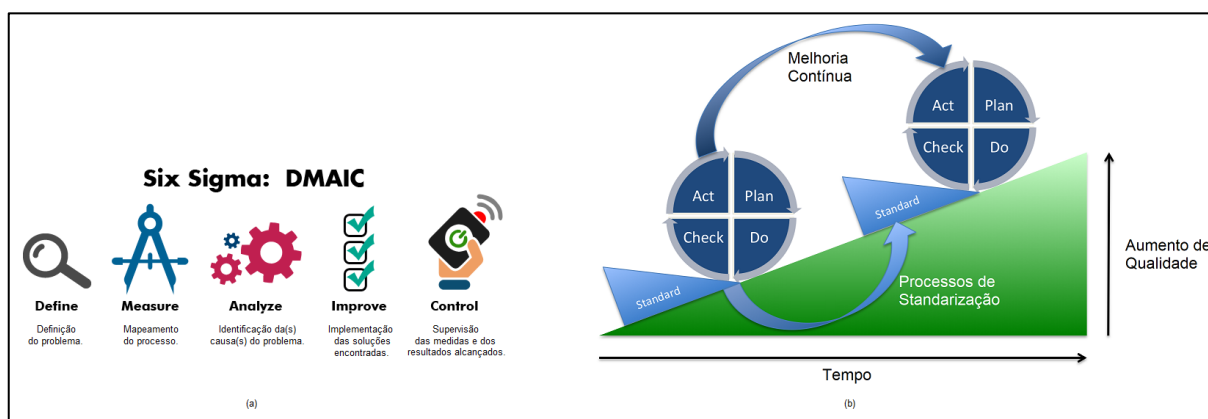 Six Sigma: DMAIC
Define
Definição
do problema.
Measure
Mapeamento
do processo.
Analyze
Identificação da(s)
causa(s) do problema.
Improve
Implementação
das soluções
encontradas.
Control
Supervisão
das medidas e dos
resultados alcançados.
(a)
Melhoria
Contínua
Act
Plan
Check
Do
Standard
Act
Plan
Check
Do
Standard
Processos de
Standarização
Aumento de
Qualidade
Tempo
(b)